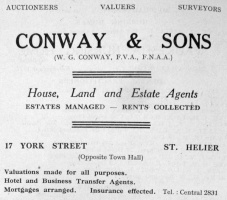 AUCTIONEERS VALUERS SURVEYORS
CONWAY & SONS
(W. G. CONWAY, F.V.A., F.N.A.A.)
House, Land and Estate Agents
ESTATES MANAGED — RENTS COLLECTED
17 YORK STREET ST. HELIER
(Opposite Town Hall)
Valuations made for all purposes.
Hotel and Business Transfer Agents.
Mortgages arranged. Insurance effected. Tel.: Central 2831